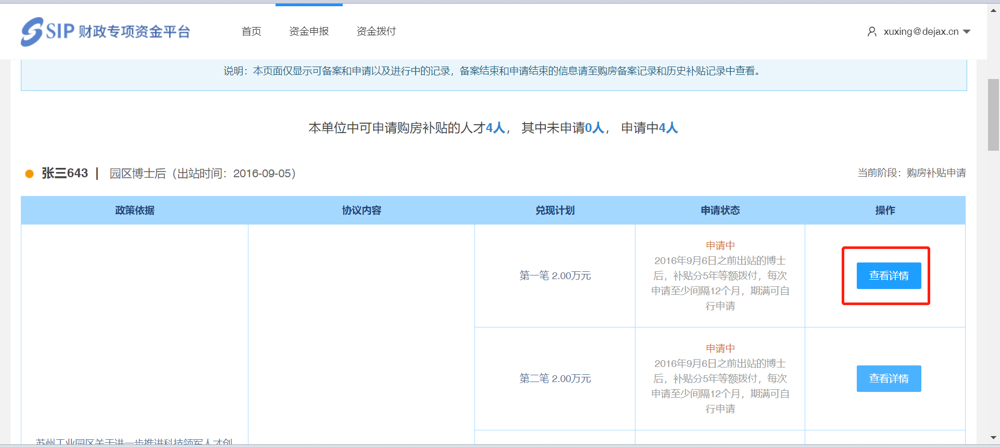 SIP 财政专项资金平台
首页 资金申报 资金拨付
xuxing@dejax.cn
说明：本页面仅显示可备案和申请以及进行中的记录，备案结束和申请结束的信息请至购房备案记录和历史补贴记录中查看。
本单位中可申请购房补贴的人才4人， 其中未申请0人， 申请中4人
张三643 | 园区博士后（出站时间：2016-09-05）
当前阶段：购房补贴申请
政策依据 协议内容 兑现计划 申请状态 操作
第一笔 2.00万元
申请中
2016年9月6日之前出站的博士
后，补贴分5年等额拨付，每次
申请至少间隔12个月，期满可自
行申请
查看详情
第二笔 2.00万元
申请中
2016年9月6日之前出站的博士
后，补贴分5年等额拨付，每次
申请至少间隔12个月，期满可自
行申请
查看详情
苏州工业园区关于进一步推进科技领军人才创